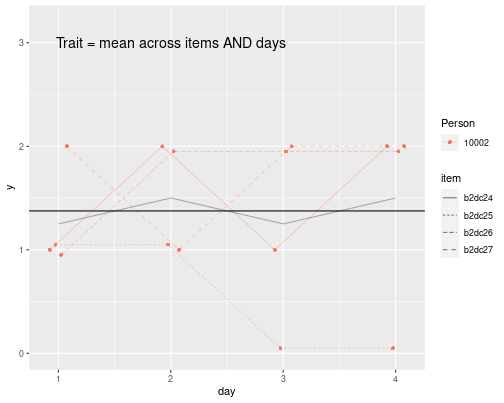 Trait = mean across items AND days
3
2
1
0
y
1
2
3
4
day
Person
10002
item
b2dc24
b2dc25
b2dc26
b2dc27